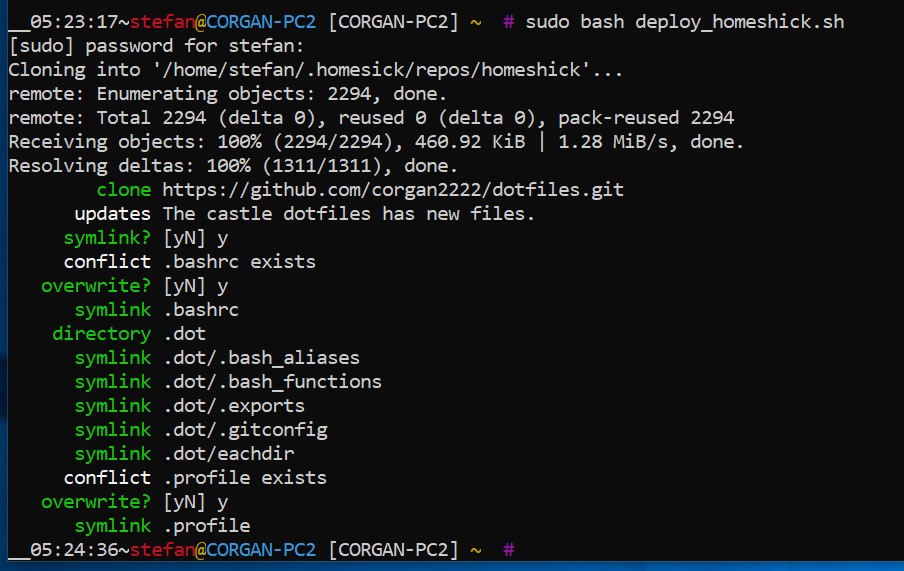 __05:23:17~stefan@CORGAN-PC2 [CORGAN-PC2] ~  # sudo bash deploy_homeshick.sh
[sudo] password for stefan:
Cloning into '/home/stefan/.homesick/repos/homeshick'...
remote: Enumerating objects: 2294, done.
remote: Total 2294 (delta 0), reused 0 (delta 0), pack-reused 2294
Receiving objects: 100% (2294/2294), 460.92 KiB | 1.28 MiB/s, done.
Resolving deltas: 100% (1311/1311), done.
        clone https://github.com/corgan2222/dotfiles.git
      updates The castle dotfiles has new files.
     symlink? [yN] y
     conflict .bashrc exists
   overwrite? [yN] y
      symlink .bashrc
    directory .dot
      symlink .dot/.bash_aliases
      symlink .dot/.bash_functions
      symlink .dot/.exports
      symlink .dot/.gitconfig
      symlink .dot/eachdir
     conflict .profile exists
   overwrite? [yN] y
      symlink .profile
__05:24:36~stefan@CORGAN-PC2 [CORGAN-PC2] ~  #